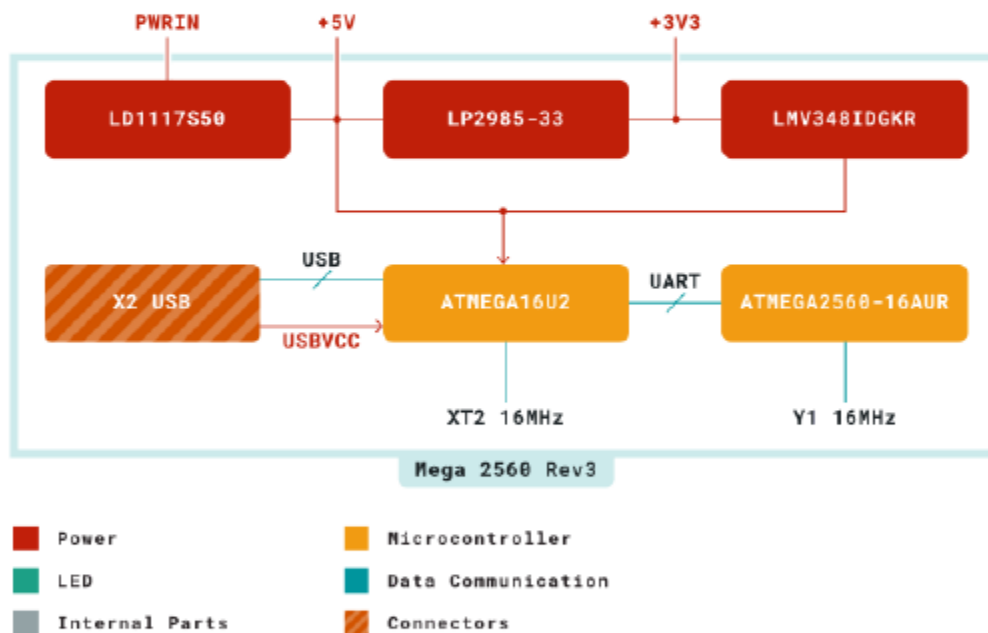 PWRIN +5V +3V3
LD1117S50 LP2985-33 LMV348IDGKR
USB
UART
X2 USB ATMEGA16U2 ATMEGA2560-16AUR
USBVCC
XT2 16MHz Y1 16MHz
Mega 2560 Rev3
Power Microcontroller
LED Data Communication
Internal Parts Connectors